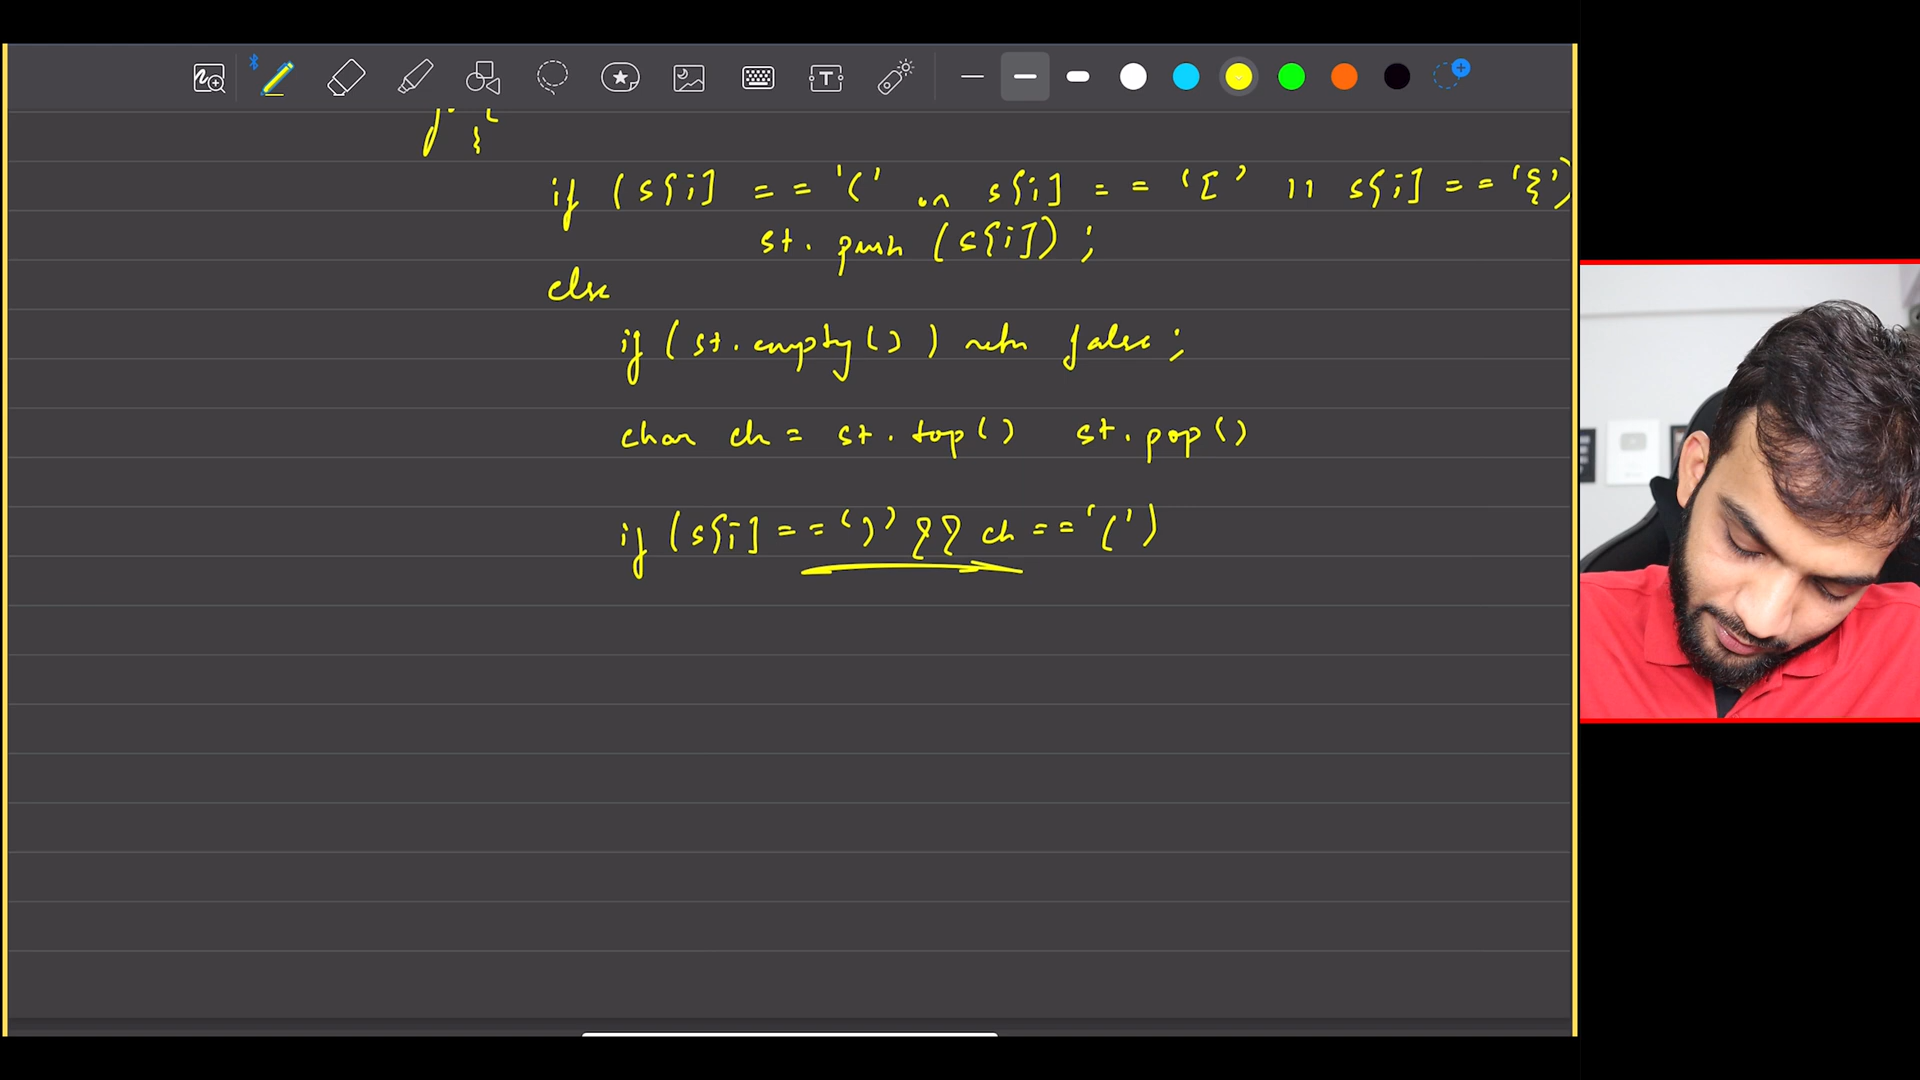 if (s[i] == '(' or s[i] == '[' || s[i] == '{')
st. push (s[i]) ;
else
if (st. empty()) return false ;
char ch = st. top() st. pop()
if (s[i] == ')' && ch == '(')